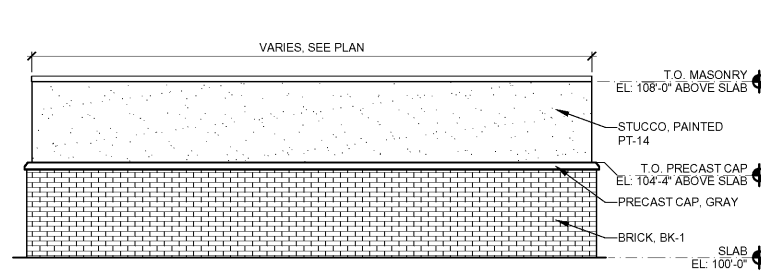 VARIES, SEE PLAN
T.O. MASONRY
EL: 108'-0" ABOVE SLAB
STUCCO, PAINTED
PT-14
T.O. PRECAST CAP
EL: 104'-4" ABOVE SLAB
PRECAST CAP, GRAY
BRICK, BK-1
SLAB
EL: 100'-0"